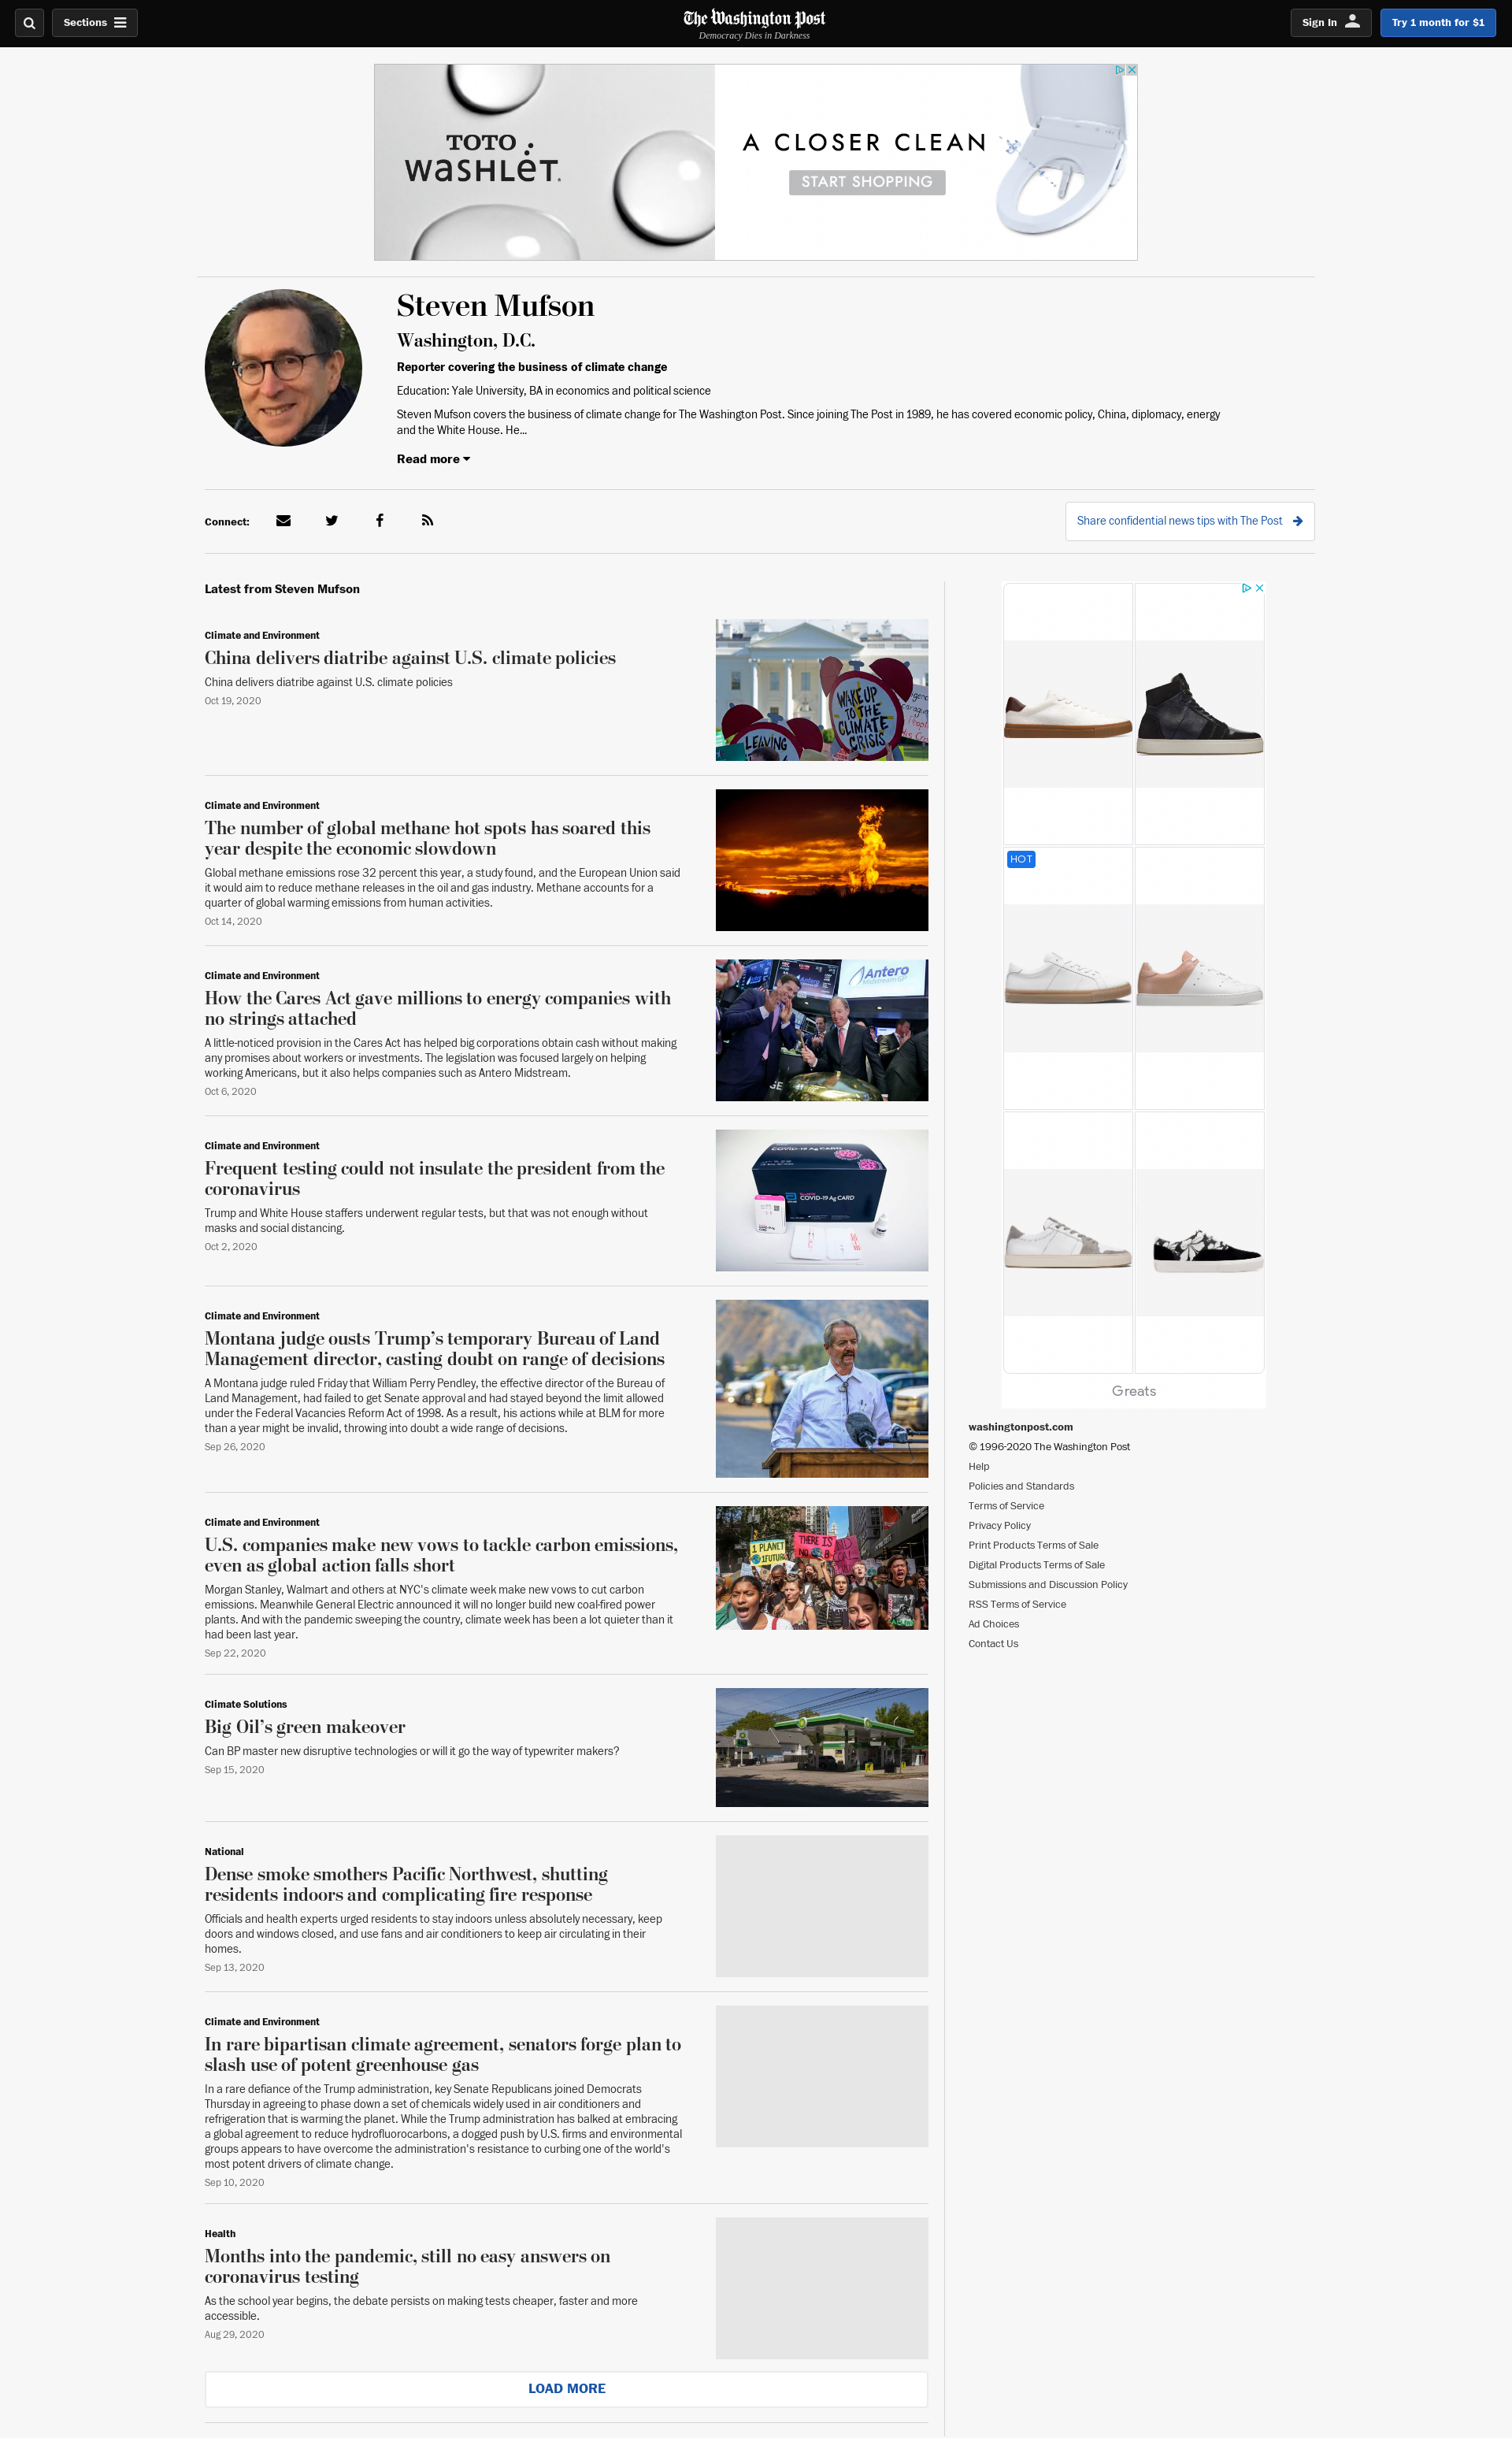 Sections
The Washington Post
Democracy Dies in Darkness
Sign In
Try 1 month for $1
TOTO
WASHLET
A CLOSER CLEAN
START SHOPPING
Steven Mufson
Washington, D.C.
Reporter covering the business of climate change
Education: Yale University, BA in economics and political science
Steven Mufson covers the business of climate change for The Washington Post. Since joining The Post in 1989, he has covered economic policy, China, diplomacy, energy
and the White House. He...
Read more
Connect:
Share confidential news tips with The Post
Latest from Steven Mufson
Climate and Environment
China delivers diatribe against U.S. climate policies
China delivers diatribe against U.S. climate policies
Oct 19, 2020
WAKE UP
TO THE
CLIMATE
CRISIS
LEAVING
Climate and Environment
The number of global methane hot spots has soared this
year despite the economic slowdown
Global methane emissions rose 32 percent this year, a study found, and the European Union said
it would aim to reduce methane releases in the oil and gas industry. Methane accounts for a
quarter of global warming emissions from human activities.
Oct 14, 2020
Climate and Environment
How the Cares Act gave millions to energy companies with
no strings attached
A little-noticed provision in the Cares Act has helped big corporations obtain cash without making
any promises about workers or investments. The legislation was focused largely on helping
working Americans, but it also helps companies such as Antero Midstream.
Oct 6, 2020
Antero
Midstream GP
Climate and Environment
Frequent testing could not insulate the president from the
coronavirus
Trump and White House staffers underwent regular tests, but that was not enough without
masks and social distancing.
Oct 2, 2020
COVID-19 Ag CARD
COVID-19 Ag CARD
Climate and Environment
Montana judge ousts Trump's temporary Bureau of Land
Management director, casting doubt on range of decisions
A Montana judge ruled Friday that William Perry Pendley, the effective director of the Bureau of
Land Management, had failed to get Senate approval and had stayed beyond the limit allowed
under the Federal Vacancies Reform Act of 1998. As a result, his actions while at BLM for more
than a year might be invalid, throwing into doubt a wide range of decisions.
Sep 26, 2020
Climate and Environment
U.S. companies make new vows to tackle carbon emissions,
even as global action falls short
Morgan Stanley, Walmart and others at NYC's climate week make new vows to cut carbon
emissions. Meanwhile General Electric announced it will no longer build new coal-fired power
plants. And with the pandemic sweeping the country, climate week has been a lot quieter than it
had been last year.
Sep 22, 2020
1 PLANET
1 FUTURE
THERE IS
NO
Climate Solutions
Big Oil's green makeover
Can BP master new disruptive technologies or will it go the way of typewriter makers?
Sep 15, 2020
National
Dense smoke smothers Pacific Northwest, shutting
residents indoors and complicating fire response
Officials and health experts urged residents to stay indoors unless absolutely necessary, keep
doors and windows closed, and use fans and air conditioners to keep air circulating in their
homes.
Sep 13, 2020
Climate and Environment
In rare bipartisan climate agreement, senators forge plan to
slash use of potent greenhouse gas
In a rare defiance of the Trump administration, key Senate Republicans joined Democrats
Thursday in agreeing to phase down a set of chemicals widely used in air conditioners and
refrigeration that is warming the planet. While the Trump administration has balked at embracing
a global agreement to reduce hydrofluorocarbons, a dogged push by U.S. firms and environmental
groups appears to have overcome the administration's resistance to curbing one of the world's
most potent drivers of climate change.
Sep 10, 2020
Health
Months into the pandemic, still no easy answers on
coronavirus testing
As the school year begins, the debate persists on making tests cheaper, faster and more
accessible.
Aug 29, 2020
LOAD MORE
HOT
Greats
washingtonpost.com
© 1996-2020 The Washington Post
Help
Policies and Standards
Terms of Service
Privacy Policy
Print Products Terms of Sale
Digital Products Terms of Sale
Submissions and Discussion Policy
RSS Terms of Service
Ad Choices
Contact Us